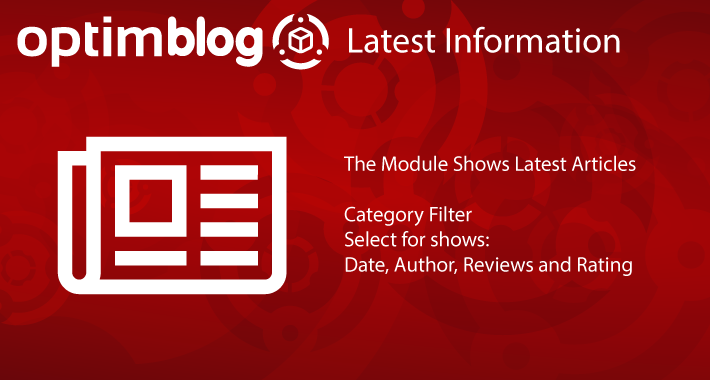 optimblog Latest Information
The Module Shows Latest Articles
Category Filter
Select for shows:
Date, Author, Reviews and Rating